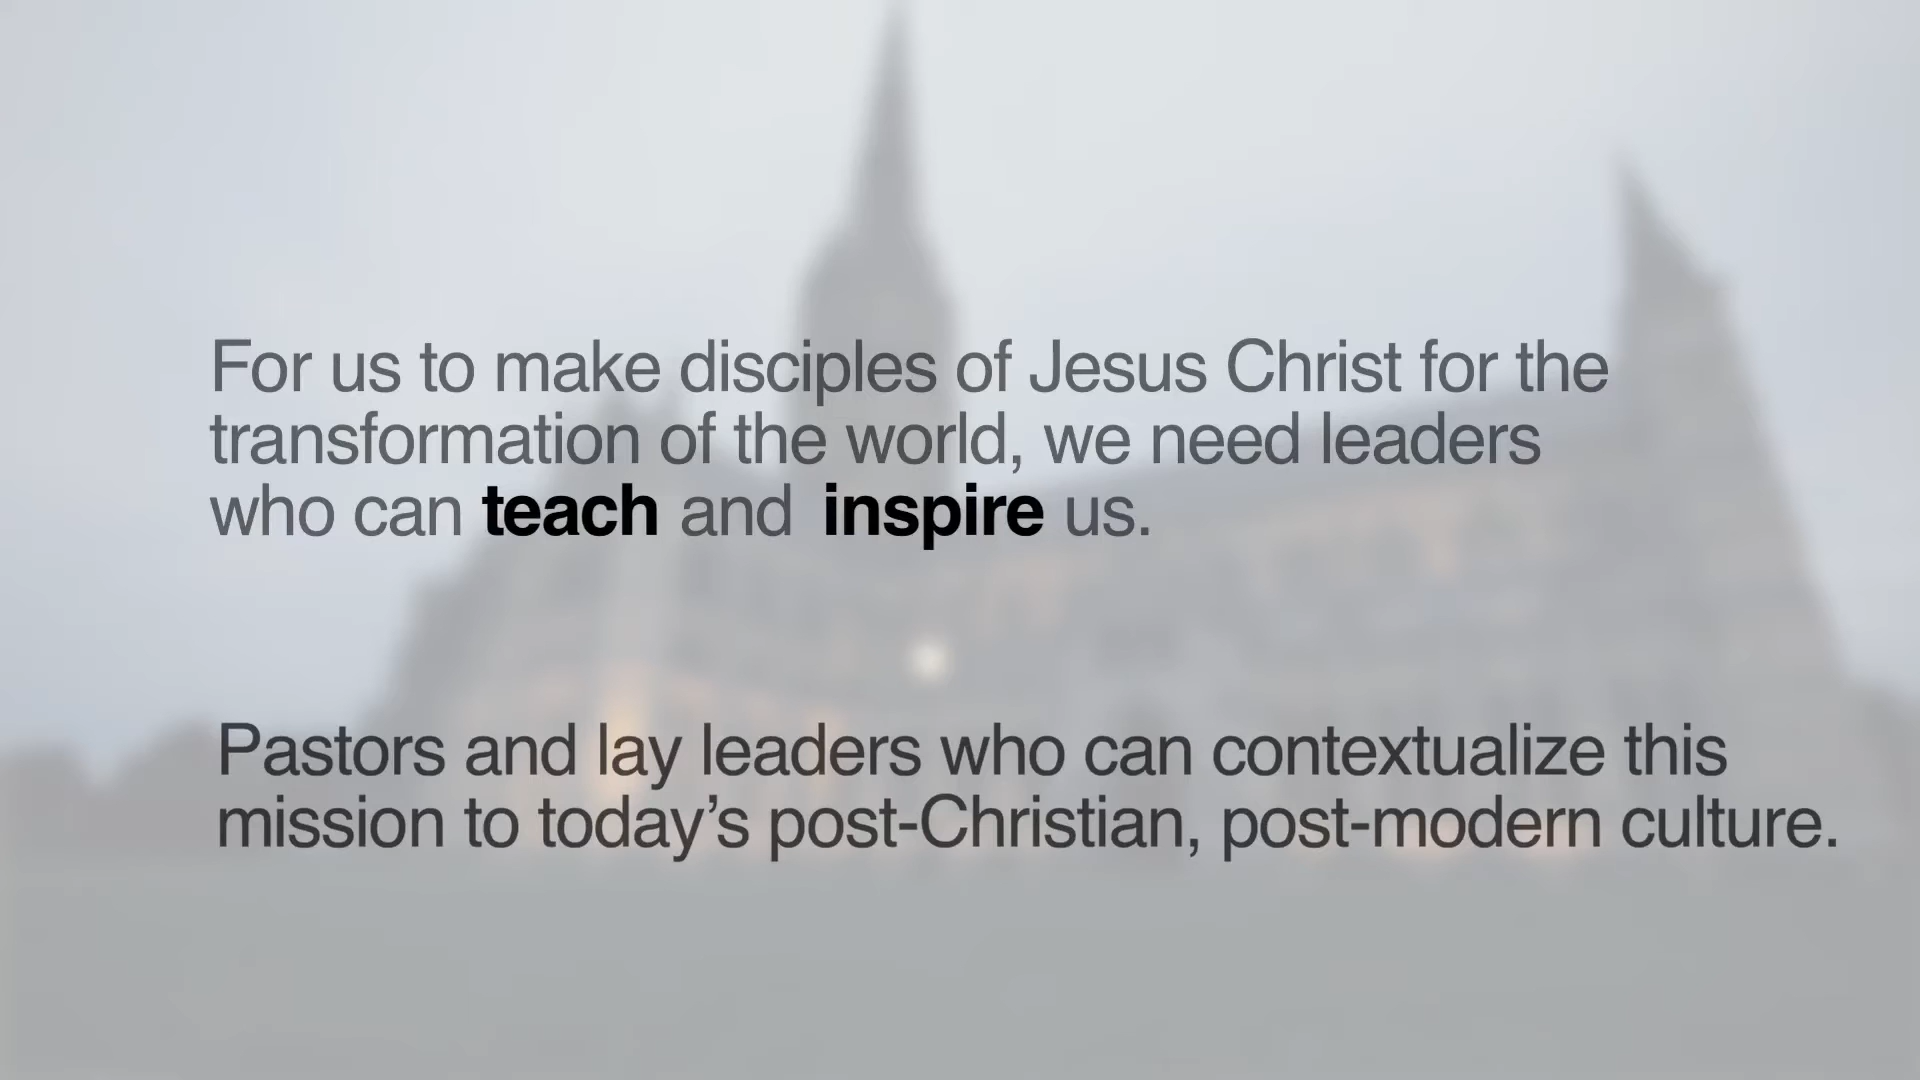 For us to make disciples of Jesus Christ for the
transformation of the world, we need leaders
who can teach and inspire us.
Pastors and lay leaders who can contextualize this
mission to today’s post-Christian, post-modern culture.